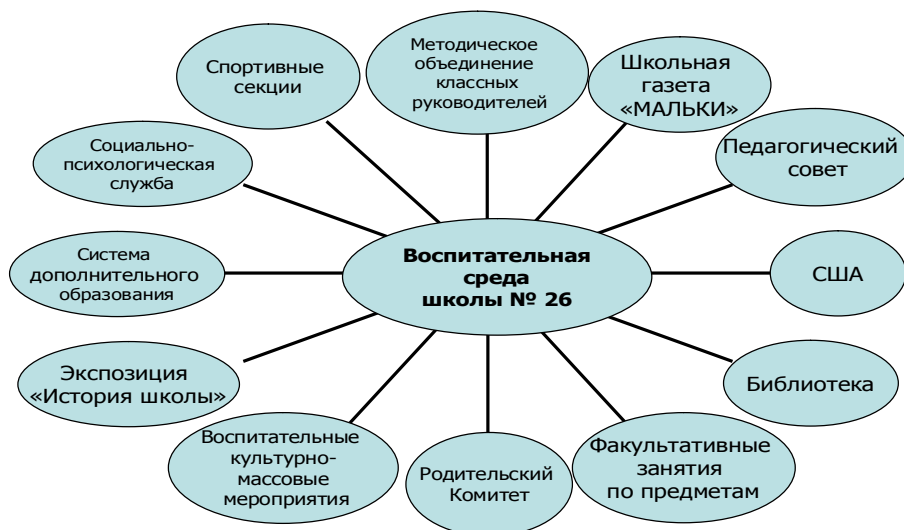 Методическое
объединение
классных
руководителей
Спортивные
секции
Школьная
газета
«МАЛЬКИ»
Социально-
психологическая
служба
Педагогический
совет
Система
дополнительного
образования
Воспитательная
среда
школы № 26
США
Экспозиция
«История школы»
Библиотека
Воспитательные
культурно-
массовые
мероприятия
Родительский
Комитет
Факультативные
занятия
по предметам